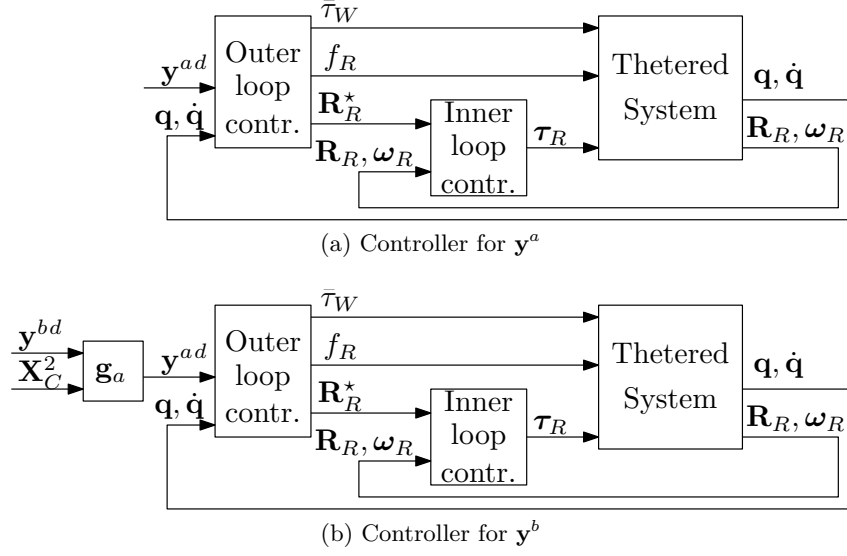 τ̄_W
Outer loop contr.
f_R
Thetered System
y^{ad}
q, q̇
R_R^⋆
Inner loop contr.
τ_R
R_R, ω_R
q, q̇
R_R, ω_R
(a) Controller for y^a
τ̄_W
y^{bd}
X_C^2
g_a
y^{ad}
Outer loop contr.
f_R
Thetered System
q, q̇
R_R^⋆
Inner loop contr.
τ_R
R_R, ω_R
q, q̇
R_R, ω_R
(b) Controller for y^b